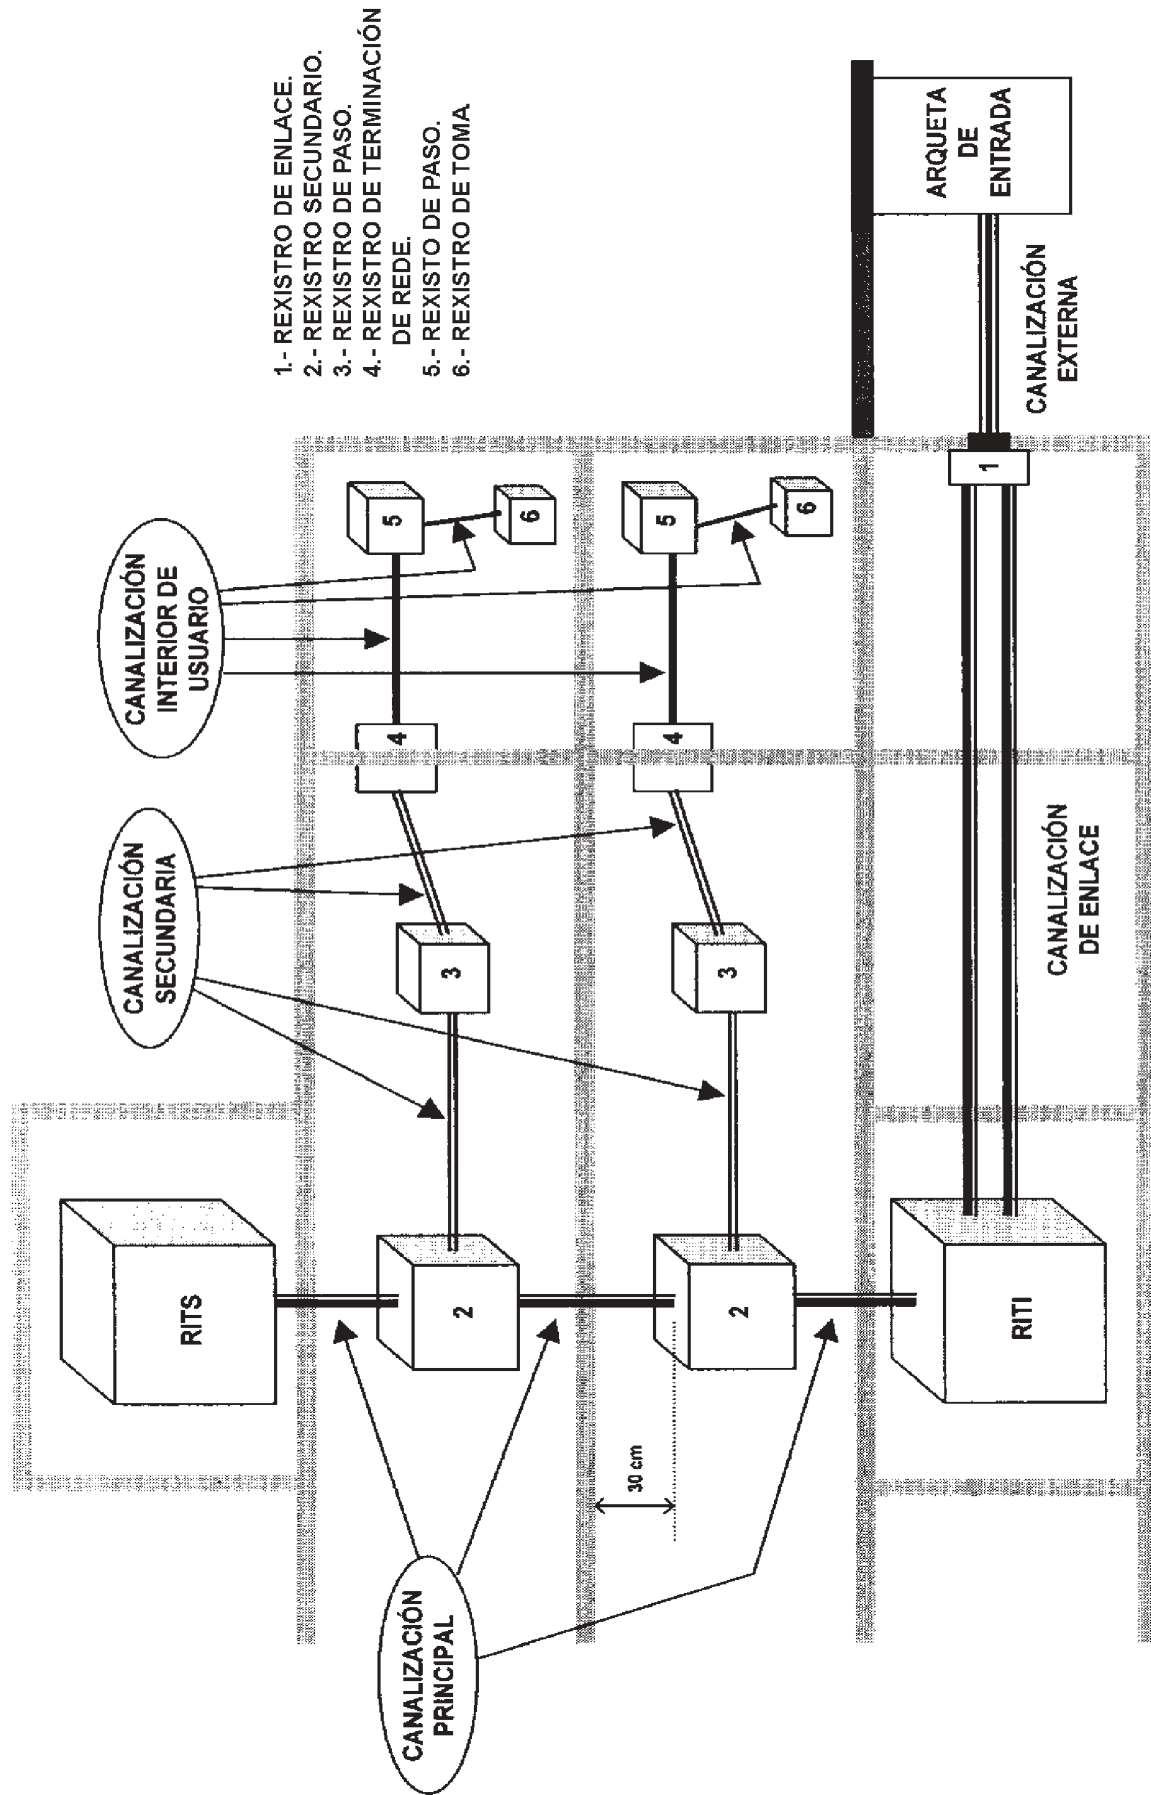 1.- REXISTRO DE ENLACE.
2.- REXISTRO SECUNDARIO.
3.- REXISTRO DE PASO.
4.- REXISTRO DE TERMINACIÓN
DE REDE.
5.- REXISTO DE PASO.
6.- REXISTRO DE TOMA
CANALIZACIÓN
INTERIOR DE
USUARIO
CANALIZACIÓN
SECUNDARIA
CANALIZACIÓN
PRINCIPAL
RITS
2
3
4
5
6
30 cm
2
3
4
5
6
RITI
CANALIZACIÓN
DE ENLACE
1
CANALIZACIÓN
EXTERNA
ARQUETA
DE
ENTRADA